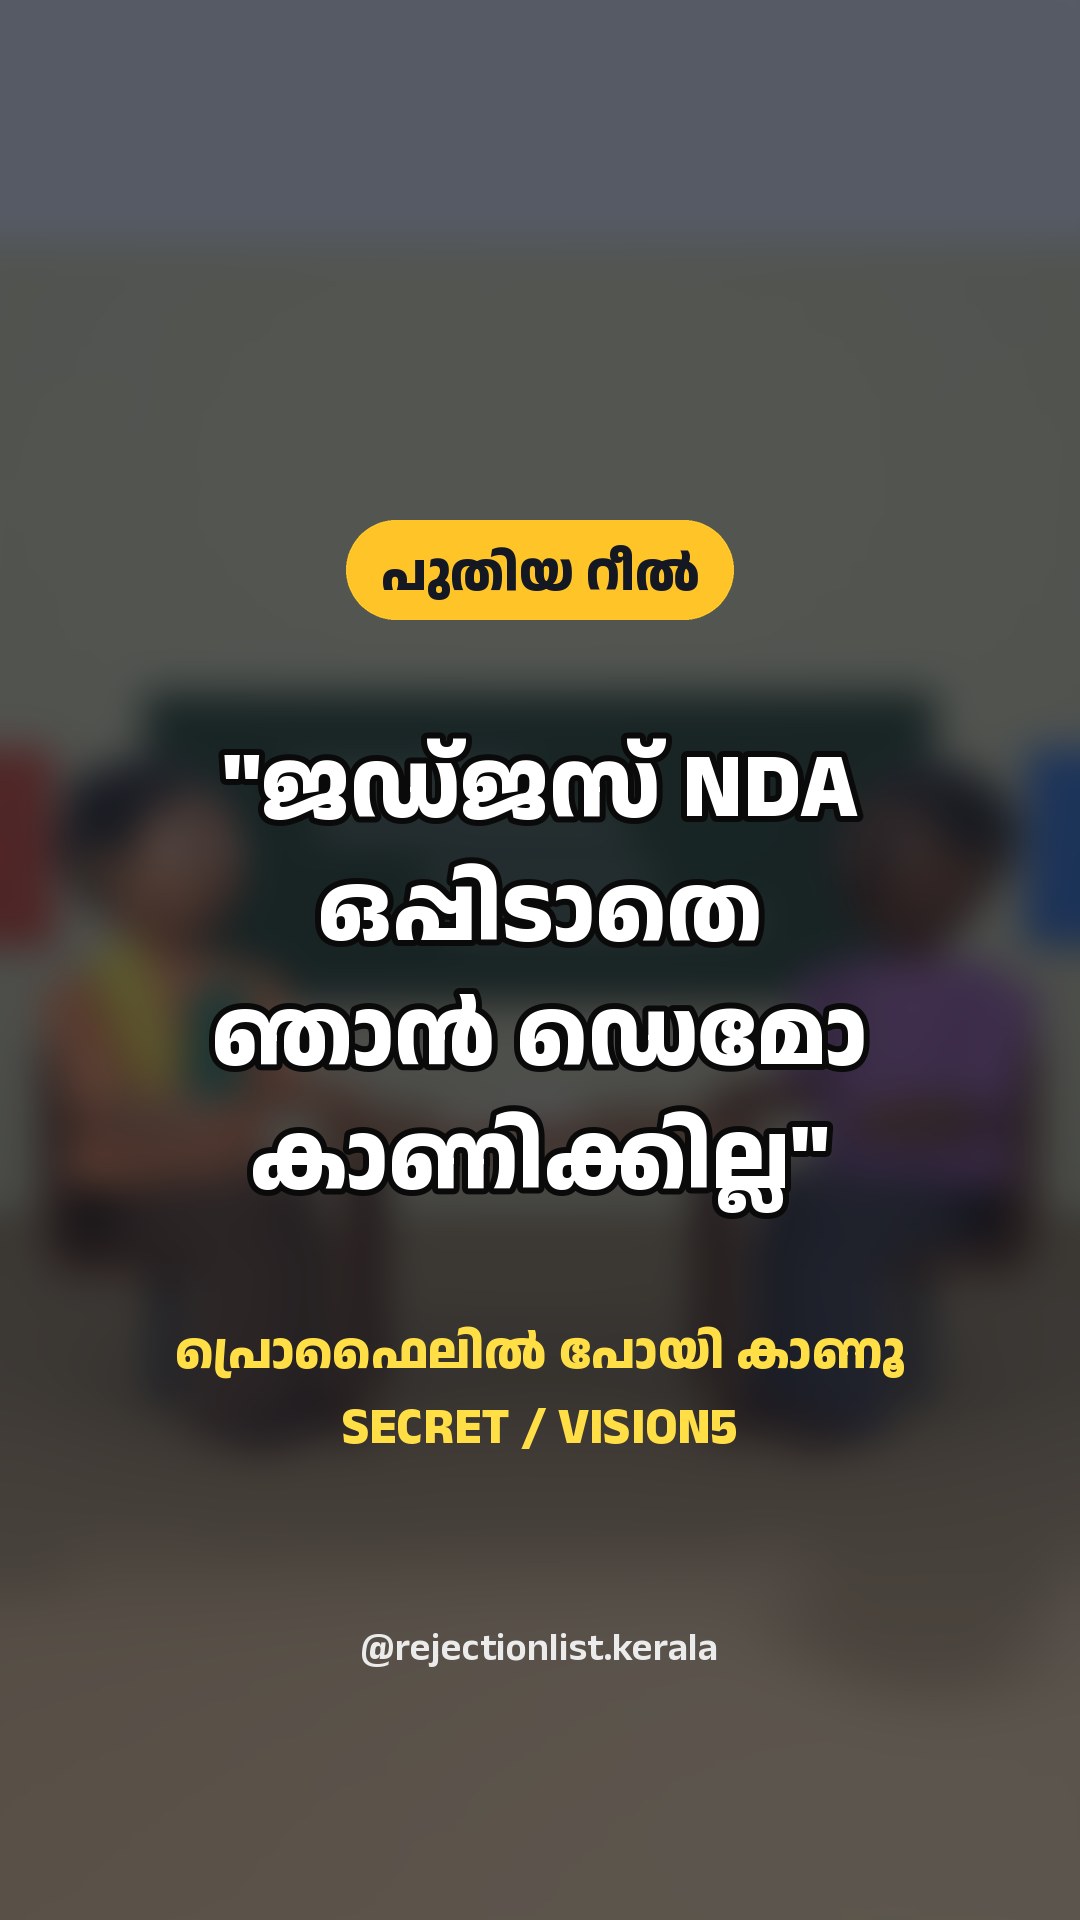 പുതിയ റീൽ
"ജഡ്ജസ് NDA
ഒപ്പിടാതെ
ഞാൻ ഡെമോ
കാണിക്കില്ല"
പ്രൊഫൈലിൽ പോയി കാണൂ
SECRET / VISION5
@rejectionlist.kerala